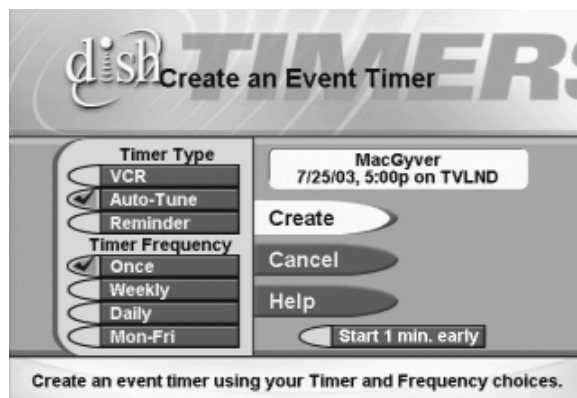 dish TIMERS
Create an Event Timer
Timer Type
VCR
Auto-Tune
Reminder
Timer Frequency
Once
Weekly
Daily
Mon-Fri
MacGyver
7/25/03, 5:00p on TVLND
Create
Cancel
Help
Start 1 min. early
Create an event timer using your Timer and Frequency choices.